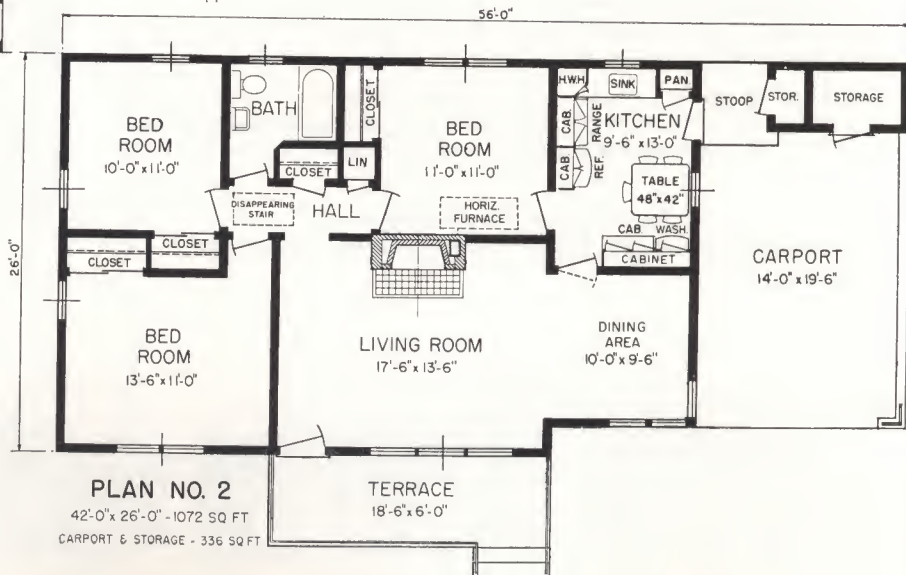 56'-0"
26'-0"
BED
ROOM
10'-0" x 11'-0"
BATH
CLOSET
CLOSET
LIN
BED
ROOM
11'-0" x 11'-0"
HORIZ.
FURNACE
H.W.H.
SINK
PAN.
CAB.
RANGE
CAB.
REF.
KITCHEN
9'-6" x 13'-0"
TABLE
48" x 42"
CAB.
WASH.
CABINET
STOOP
STOR.
STORAGE
CARPORT
14'-0" x 19'-6"
DISAPPEARING
STAIR
HALL
CLOSET
CLOSET
BED
ROOM
13'-6" x 11'-0"
LIVING ROOM
17'-6" x 13'-6"
DINING
AREA
10'-0" x 9'-6"
TERRACE
18'-6" x 6'-0"
PLAN NO. 2
42'-0" x 26'-0" - 1072 SQ FT
CARPORT & STORAGE - 336 SQ FT